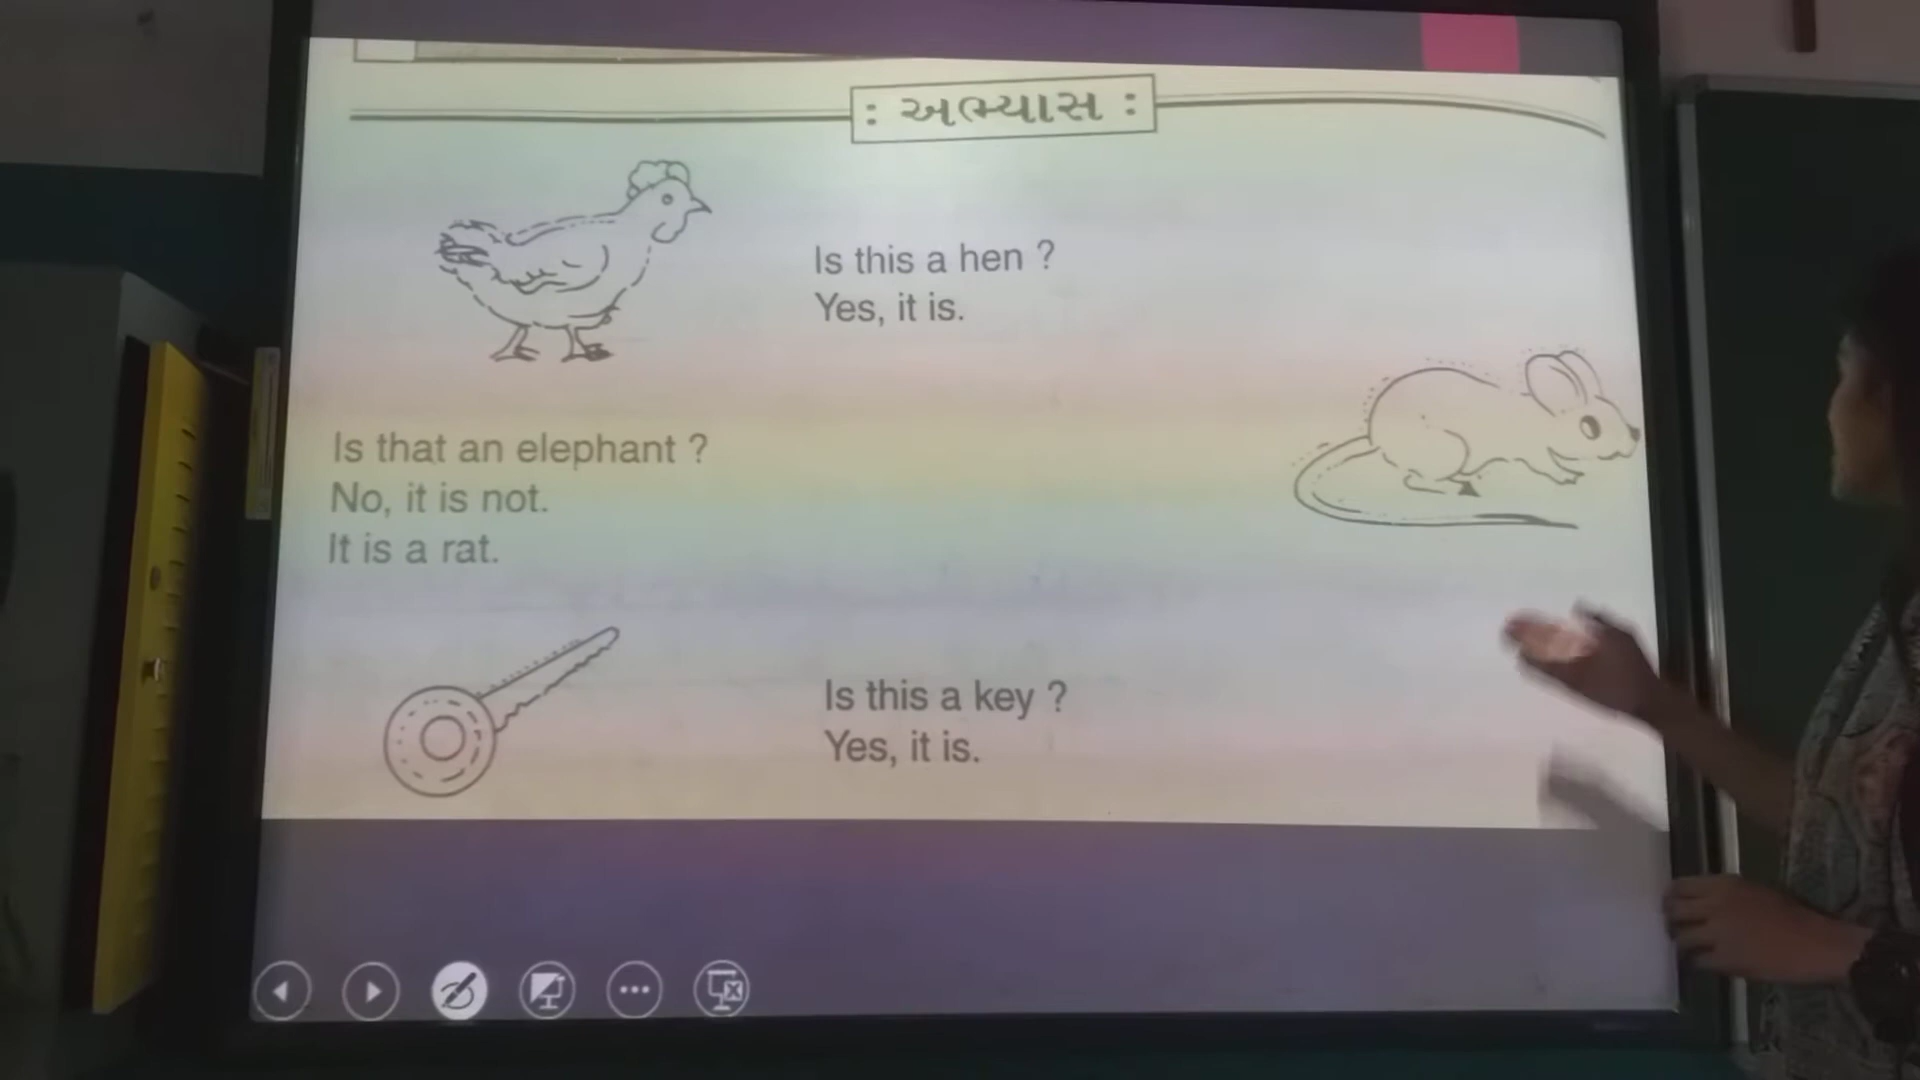 : અભ્યાસ :
Is this a hen ?
Yes, it is.
Is that an elephant ?
No, it is not.
It is a rat.
Is this a key ?
Yes, it is.